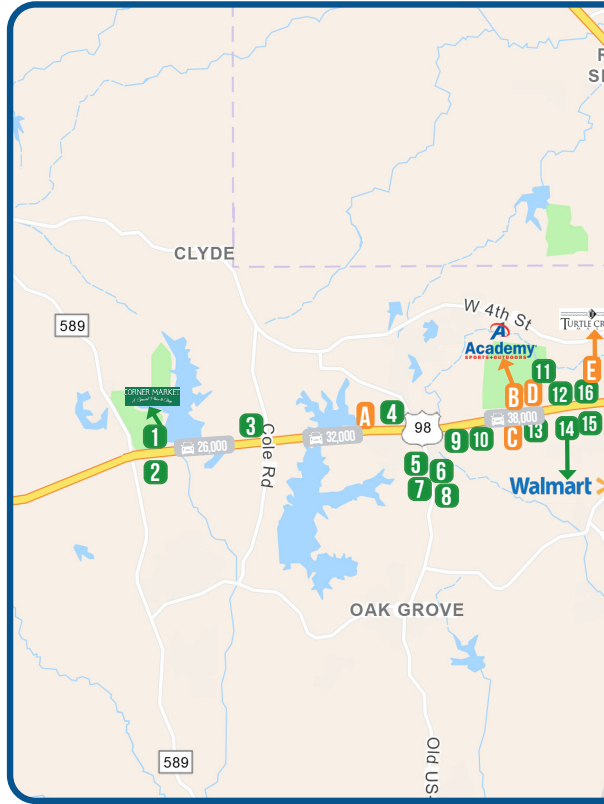 R
CLYDE
W 4th St
589
TURTLE CR
Academy
SPORTS+OUTDOORS
11
E
B
D
12
16
CORNER MARKET
A
4
38,000
98
3
Cole Rd
32,000
26,000
1
2
9
10
C
13
14
15
5
6
7
8
Walmart
OAK GROVE
Old US-
589